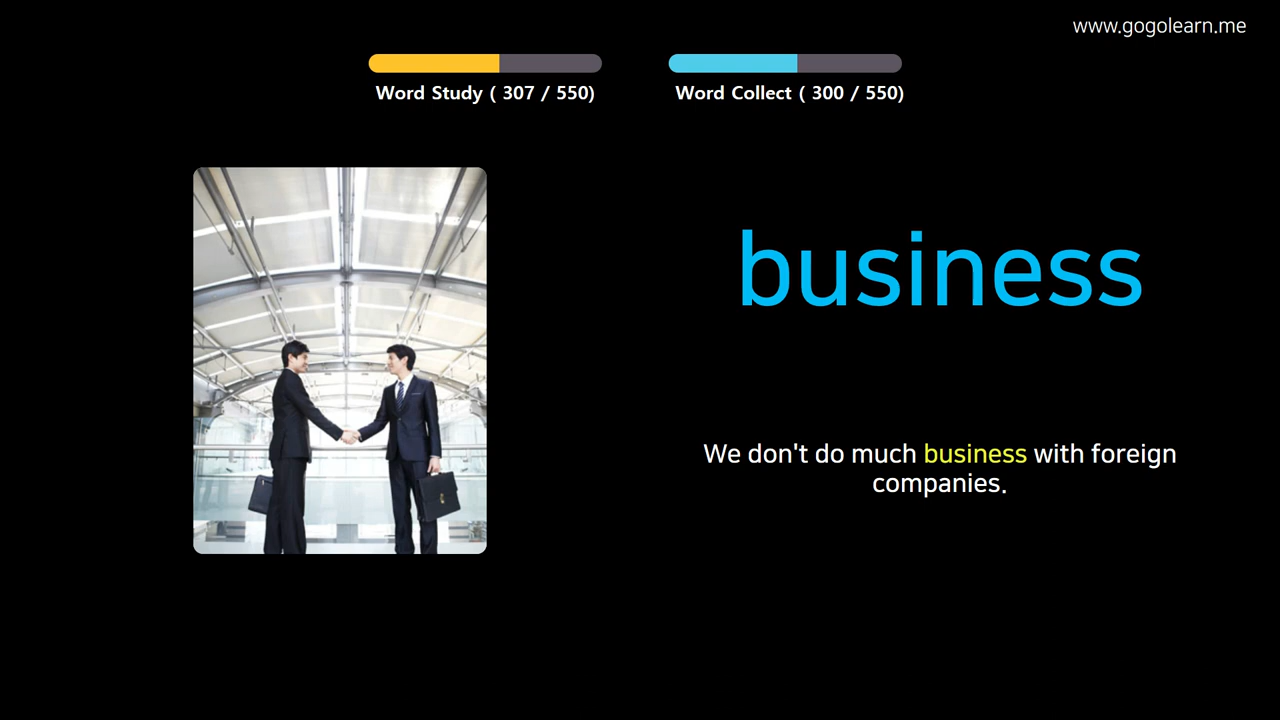 www.gogolearn.me
Word Study ( 307 / 550)
Word Collect ( 300 / 550)
business
We don't do much business with foreign
companies.